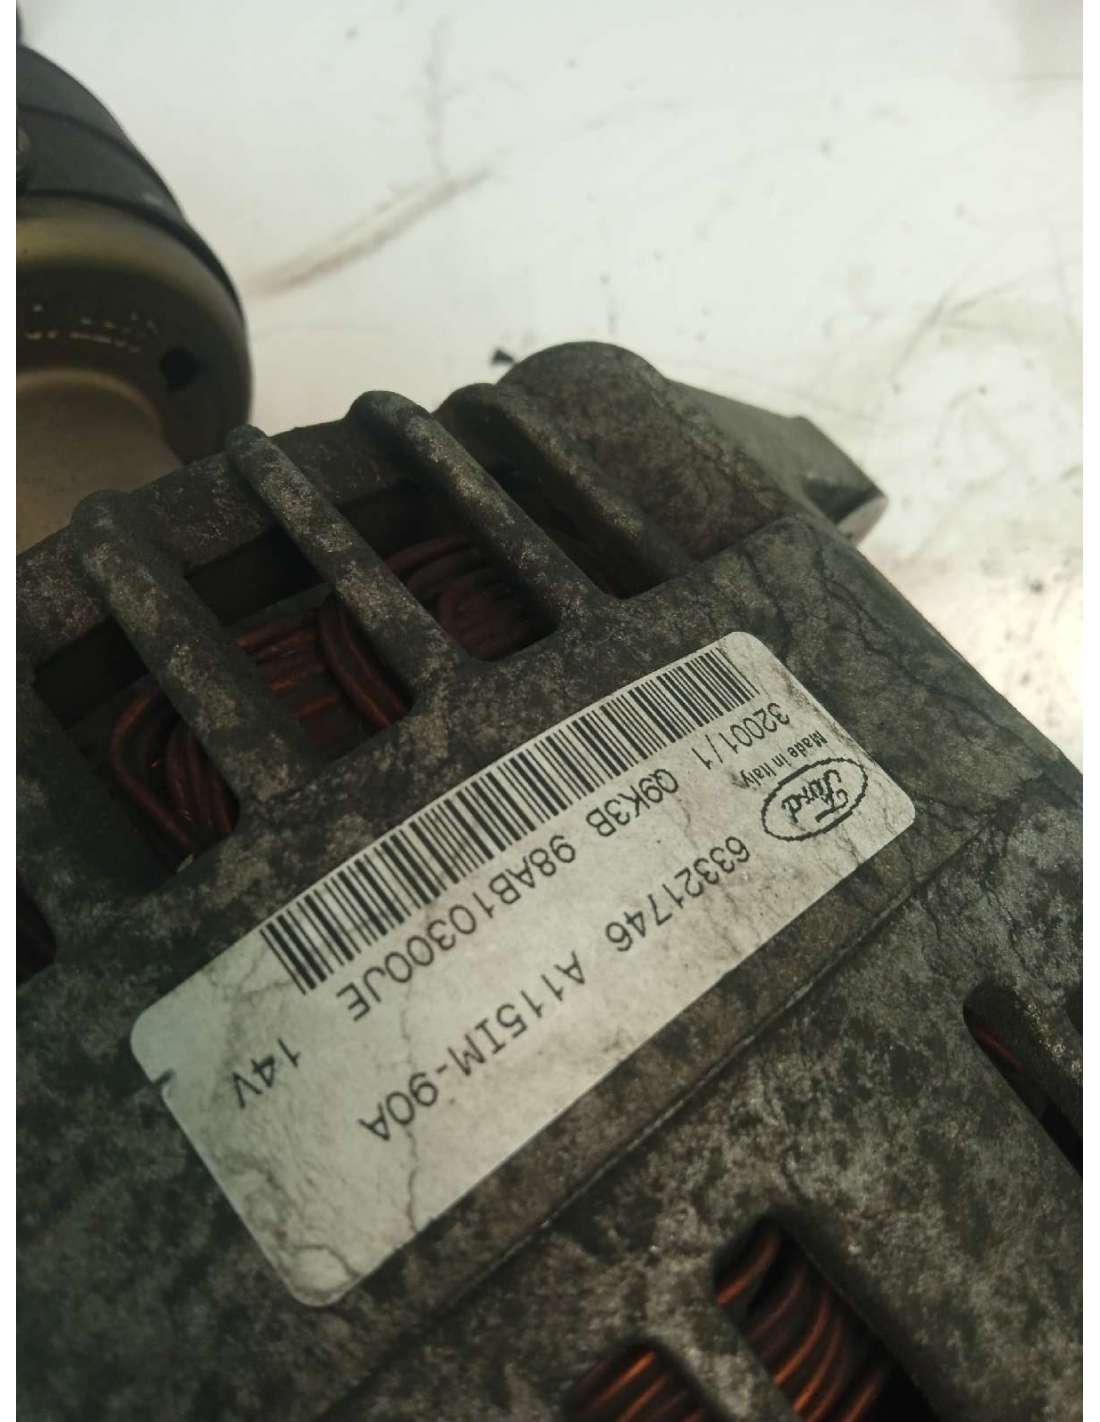 Ford
Made in Italy
63321746 A115IM-90A
14V
Q9K3B 98AB10300JE
32001/1